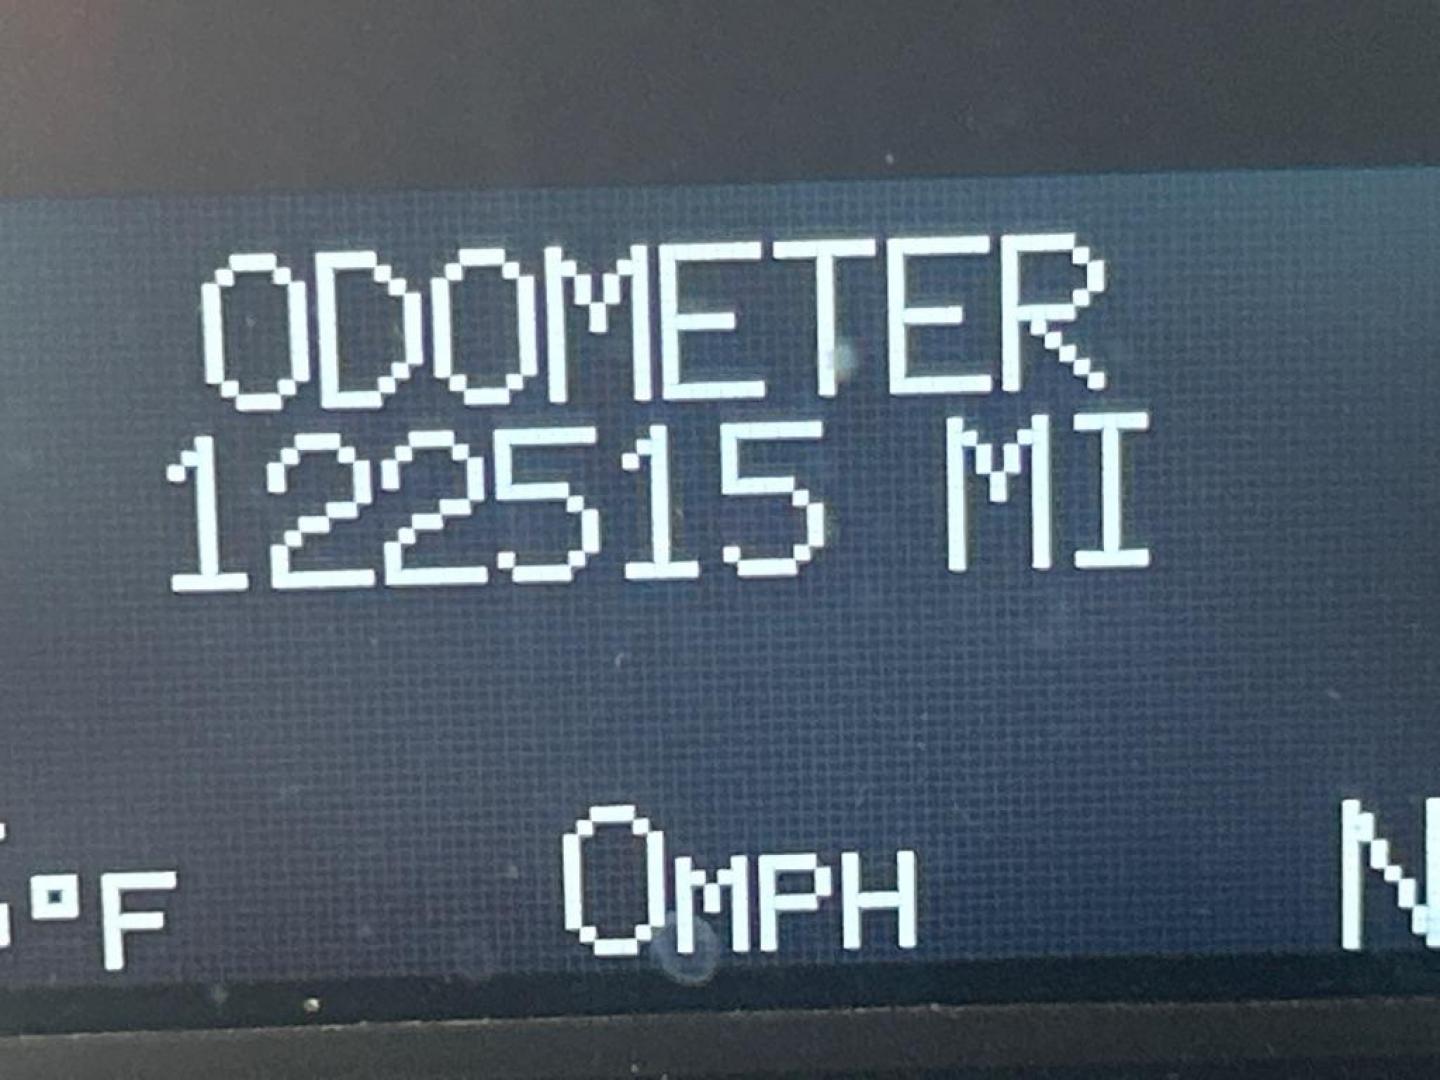 ODOMETER
122515 MI
°F 0MPH N